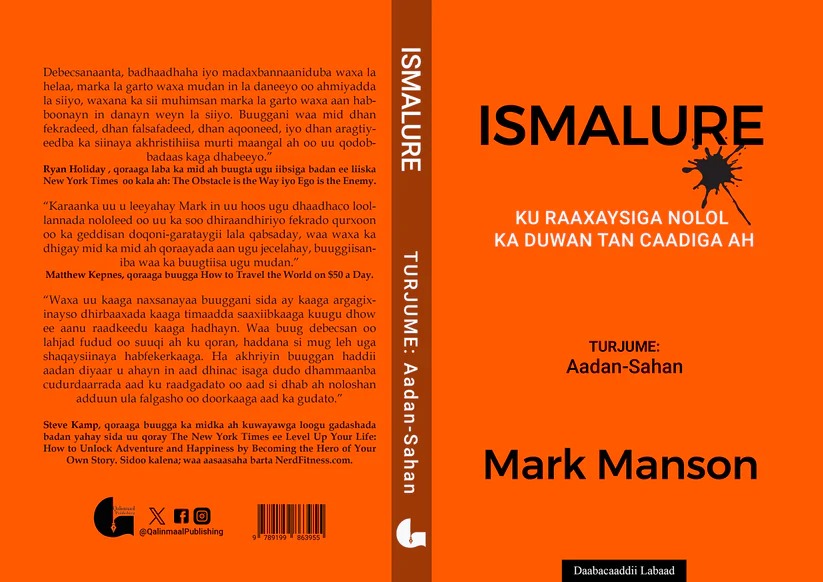 Debecsanaanta, badhaadhaha iyo madaxbannaaniduba waxa la
helaa, marka la garto waxa mudan in la daneeyo oo ahmiyadda
la siiyo, waxana ka sii muhimsan marka la garto waxa aan hab-
boonayn in danayn weyn la siiyo. Buuggani waa mid dhan
fekradeed, dhan falsafadeed, dhan aqooneed, iyo dhan aragtiy-
eedba ka siinaya akhristihiisa murti maangal ah oo uu qodob-
badaas kaga dhabeeyo.”
Ryan Holiday , qoraaga laba ka mid ah buugta ugu iibsiga badan ee liiska
New York Times oo kala ah: The Obstacle is the Way iyo Ego is the Enemy.
“Karaanka uu u leeyahay Mark in uu hoos ugu dhaadhaco lool-
lannada nololeed oo uu ka soo dhiraandhiriyo fekrado qurxoon
oo ka geddisan doqoni-garataygii lala qabsaday, waa waxa ka
dhigay mid ka mid ah qoraayada aan ugu jecelahay, buuggiisan-
iba waa ka buugtiisa ugu mudan.”
Matthew Kepnes, qoraaga buugga How to Travel the World on $50 a Day.
“Waxa uu kaaga naxsanayaa buuggani sida ay kaaga argagix-
inayso dhirbaaxada kaaga timaadda saaxiibkaaga kuugu dhow
ee aanu raadkeedu kaaga hadhayn. Waa buug debecsan oo
lahjad fudud oo suuqi ah ku qoran, haddana si mug leh uga
shaqaysiinaya habfekerkaaga. Ha akhriyin buuggan haddii
aadan diyaar u ahayn in aad dhinac isaga dudo dhammaanba
cudurdaarrada aad ku raadgadato oo aad si dhab ah noloshan
adduun ula falgasho oo doorkaaga aad ka gudato.”
Steve Kamp, qoraaga buugga ka midka ah kuwayawga loogu gadashada
badan yahay sida uu qoray The New York Times ee Level Up Your Life:
How to Unlock Adventure and Happiness by Becoming the Hero of Your
Own Story. Sidoo kalena; waa aasaasaha barta NerdFitness.com.
Qalinmaal
Publishing
@QalinmaalPublishing
9 789199 863955
ISMALURE
TURJUME: Aadan-Sahan
ISMALURE
KU RAAXAYSIGA NOLOL
KA DUWAN TAN CAADIGA AH
TURJUME:
Aadan-Sahan
Mark Manson
Daabacaaddii Labaad